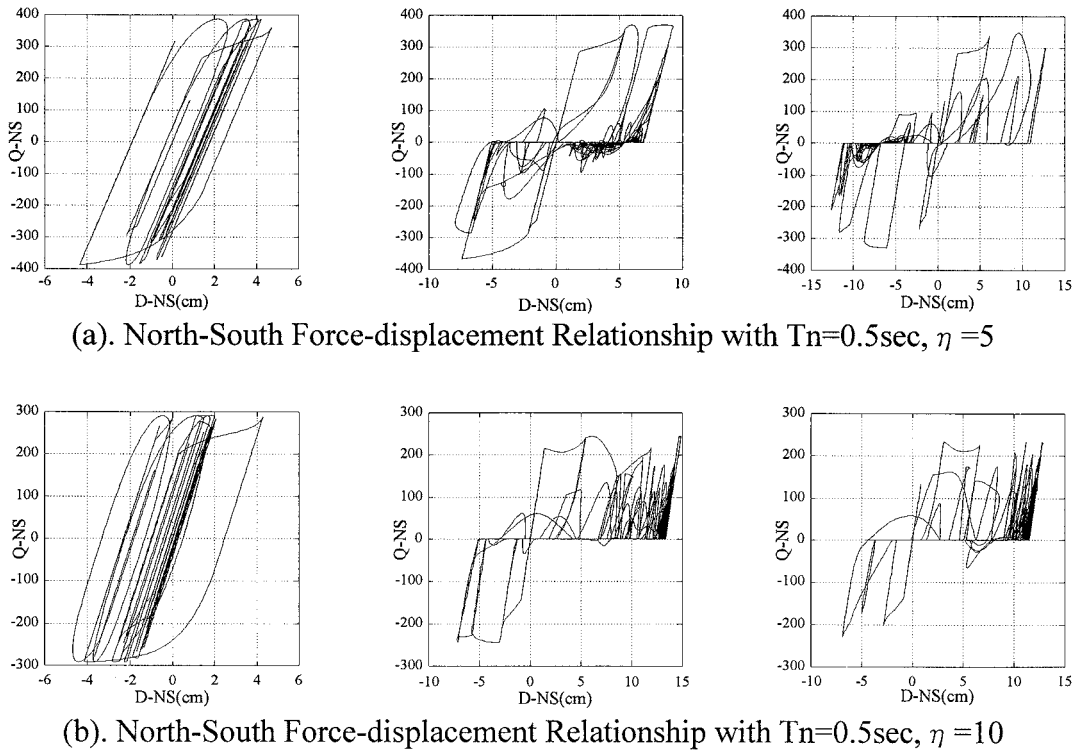 400
300
200
100
0
-100
-200
-300
-400
Q-NS
-6 -4 -2 0 2 4 6
D-NS(cm)
400
300
200
100
0
-100
-200
-300
400
Q-NS
-10 -5 0 5 10
D-NS(cm)
400
300
200
100
0
-100
-200
-300
400
Q-NS
-15 -10 -5 0 5 10 15
D-NS(cm)
(a). North-South Force-displacement Relationship with Tn=0.5sec, η =5
300
200
100
0
-100
-200
-300
Q-NS
-6 -4 -2 0 2 4 6
D-NS(cm)
300
200
100
0
-100
-200
300
Q-NS
-10 -5 0 5 10 15
D-NS(cm)
300
200
100
0
-100
-200
-300
Q-NS
-10 -5 0 5 10 15
D-NS(cm)
(b). North-South Force-displacement Relationship with Tn=0.5sec, η =10